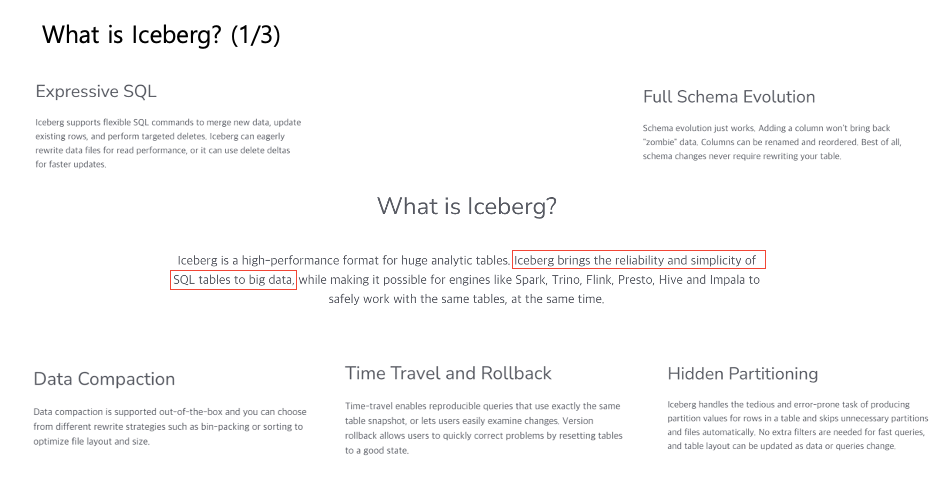 What is Iceberg? (1/3)
Expressive SQL
Iceberg supports flexible SQL commands to merge new data, update
existing rows, and perform targeted deletes. Iceberg can eagerly
rewrite data files for read performance, or it can use delete deltas
for faster updates.
Full Schema Evolution
Schema evolution just works. Adding a column won't bring back
"zombie" data. Columns can be renamed and reordered. Best of all,
schema changes never require rewriting your table.
What is Iceberg?
Iceberg is a high-performance format for huge analytic tables. Iceberg brings the reliability and simplicity of
SQL tables to big data, while making it possible for engines like Spark, Trino, Flink, Presto, Hive and Impala to
safely work with the same tables, at the same time.
Data Compaction
Data compaction is supported out-of-the-box and you can choose
from different rewrite strategies such as bin-packing or sorting to
optimize file layout and size.
Time Travel and Rollback
Time-travel enables reproducible queries that use exactly the same
table snapshot, or lets users easily examine changes. Version
rollback allows users to quickly correct problems by resetting tables
to a good state.
Hidden Partitioning
Iceberg handles the tedious and error-prone task of producing
partition values for rows in a table and skips unnecessary partitions
and files automatically. No extra filters are needed for fast queries,
and table layout can be updated as data or queries change.